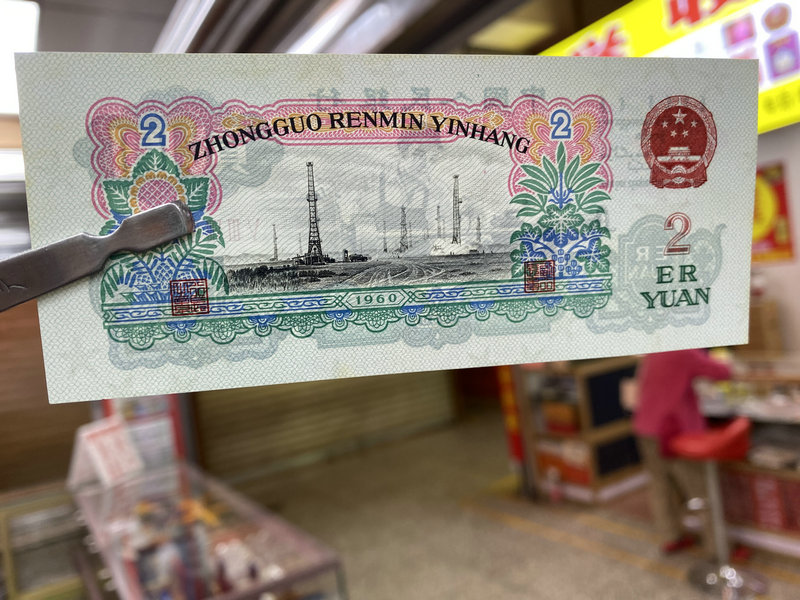 2
2
ZHONGGUO RENMIN YINHANG
1960
2
ER
YUAN